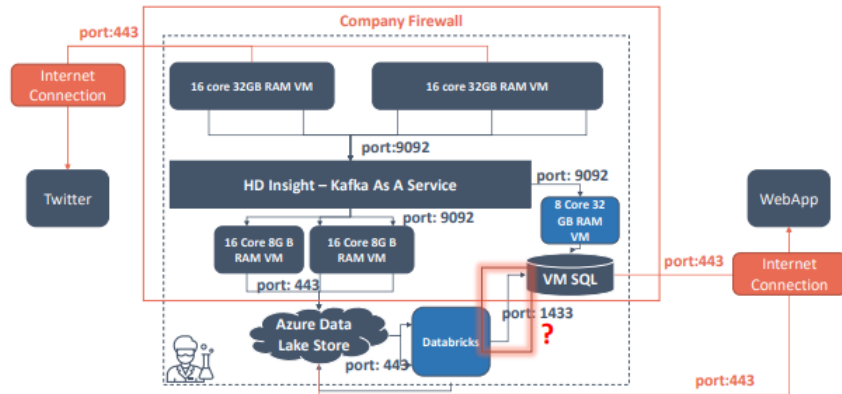 Company Firewall
port:443
Internet
Connection
16 core 32GB RAM VM
16 core 32GB RAM VM
port:9092
HD Insight – Kafka As A Service
port: 9092
Twitter
WebApp
8 Core 32
GB RAM
VM
port: 9092
16 Core 8G B
RAM VM
16 Core 8G B
RAM VM
port: 443
VM SQL
port:443
Internet
Connection
port: 1433
?
Azure Data
Lake Store
Databricks
port: 443
port:443